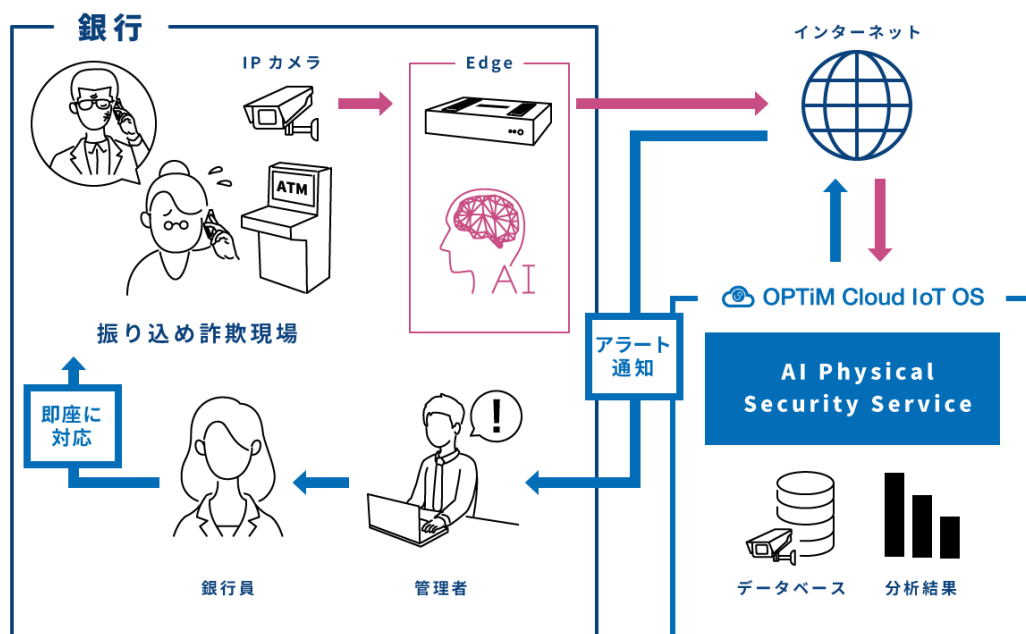 銀行
IP カメラ
Edge
インターネット
ATM
AI
振り込め詐欺現場
アラート
通知
OPTiM Cloud IoT OS
AI Physical
Security Service
即座に
対応
!
銀行員
管理者
データベース
分析結果